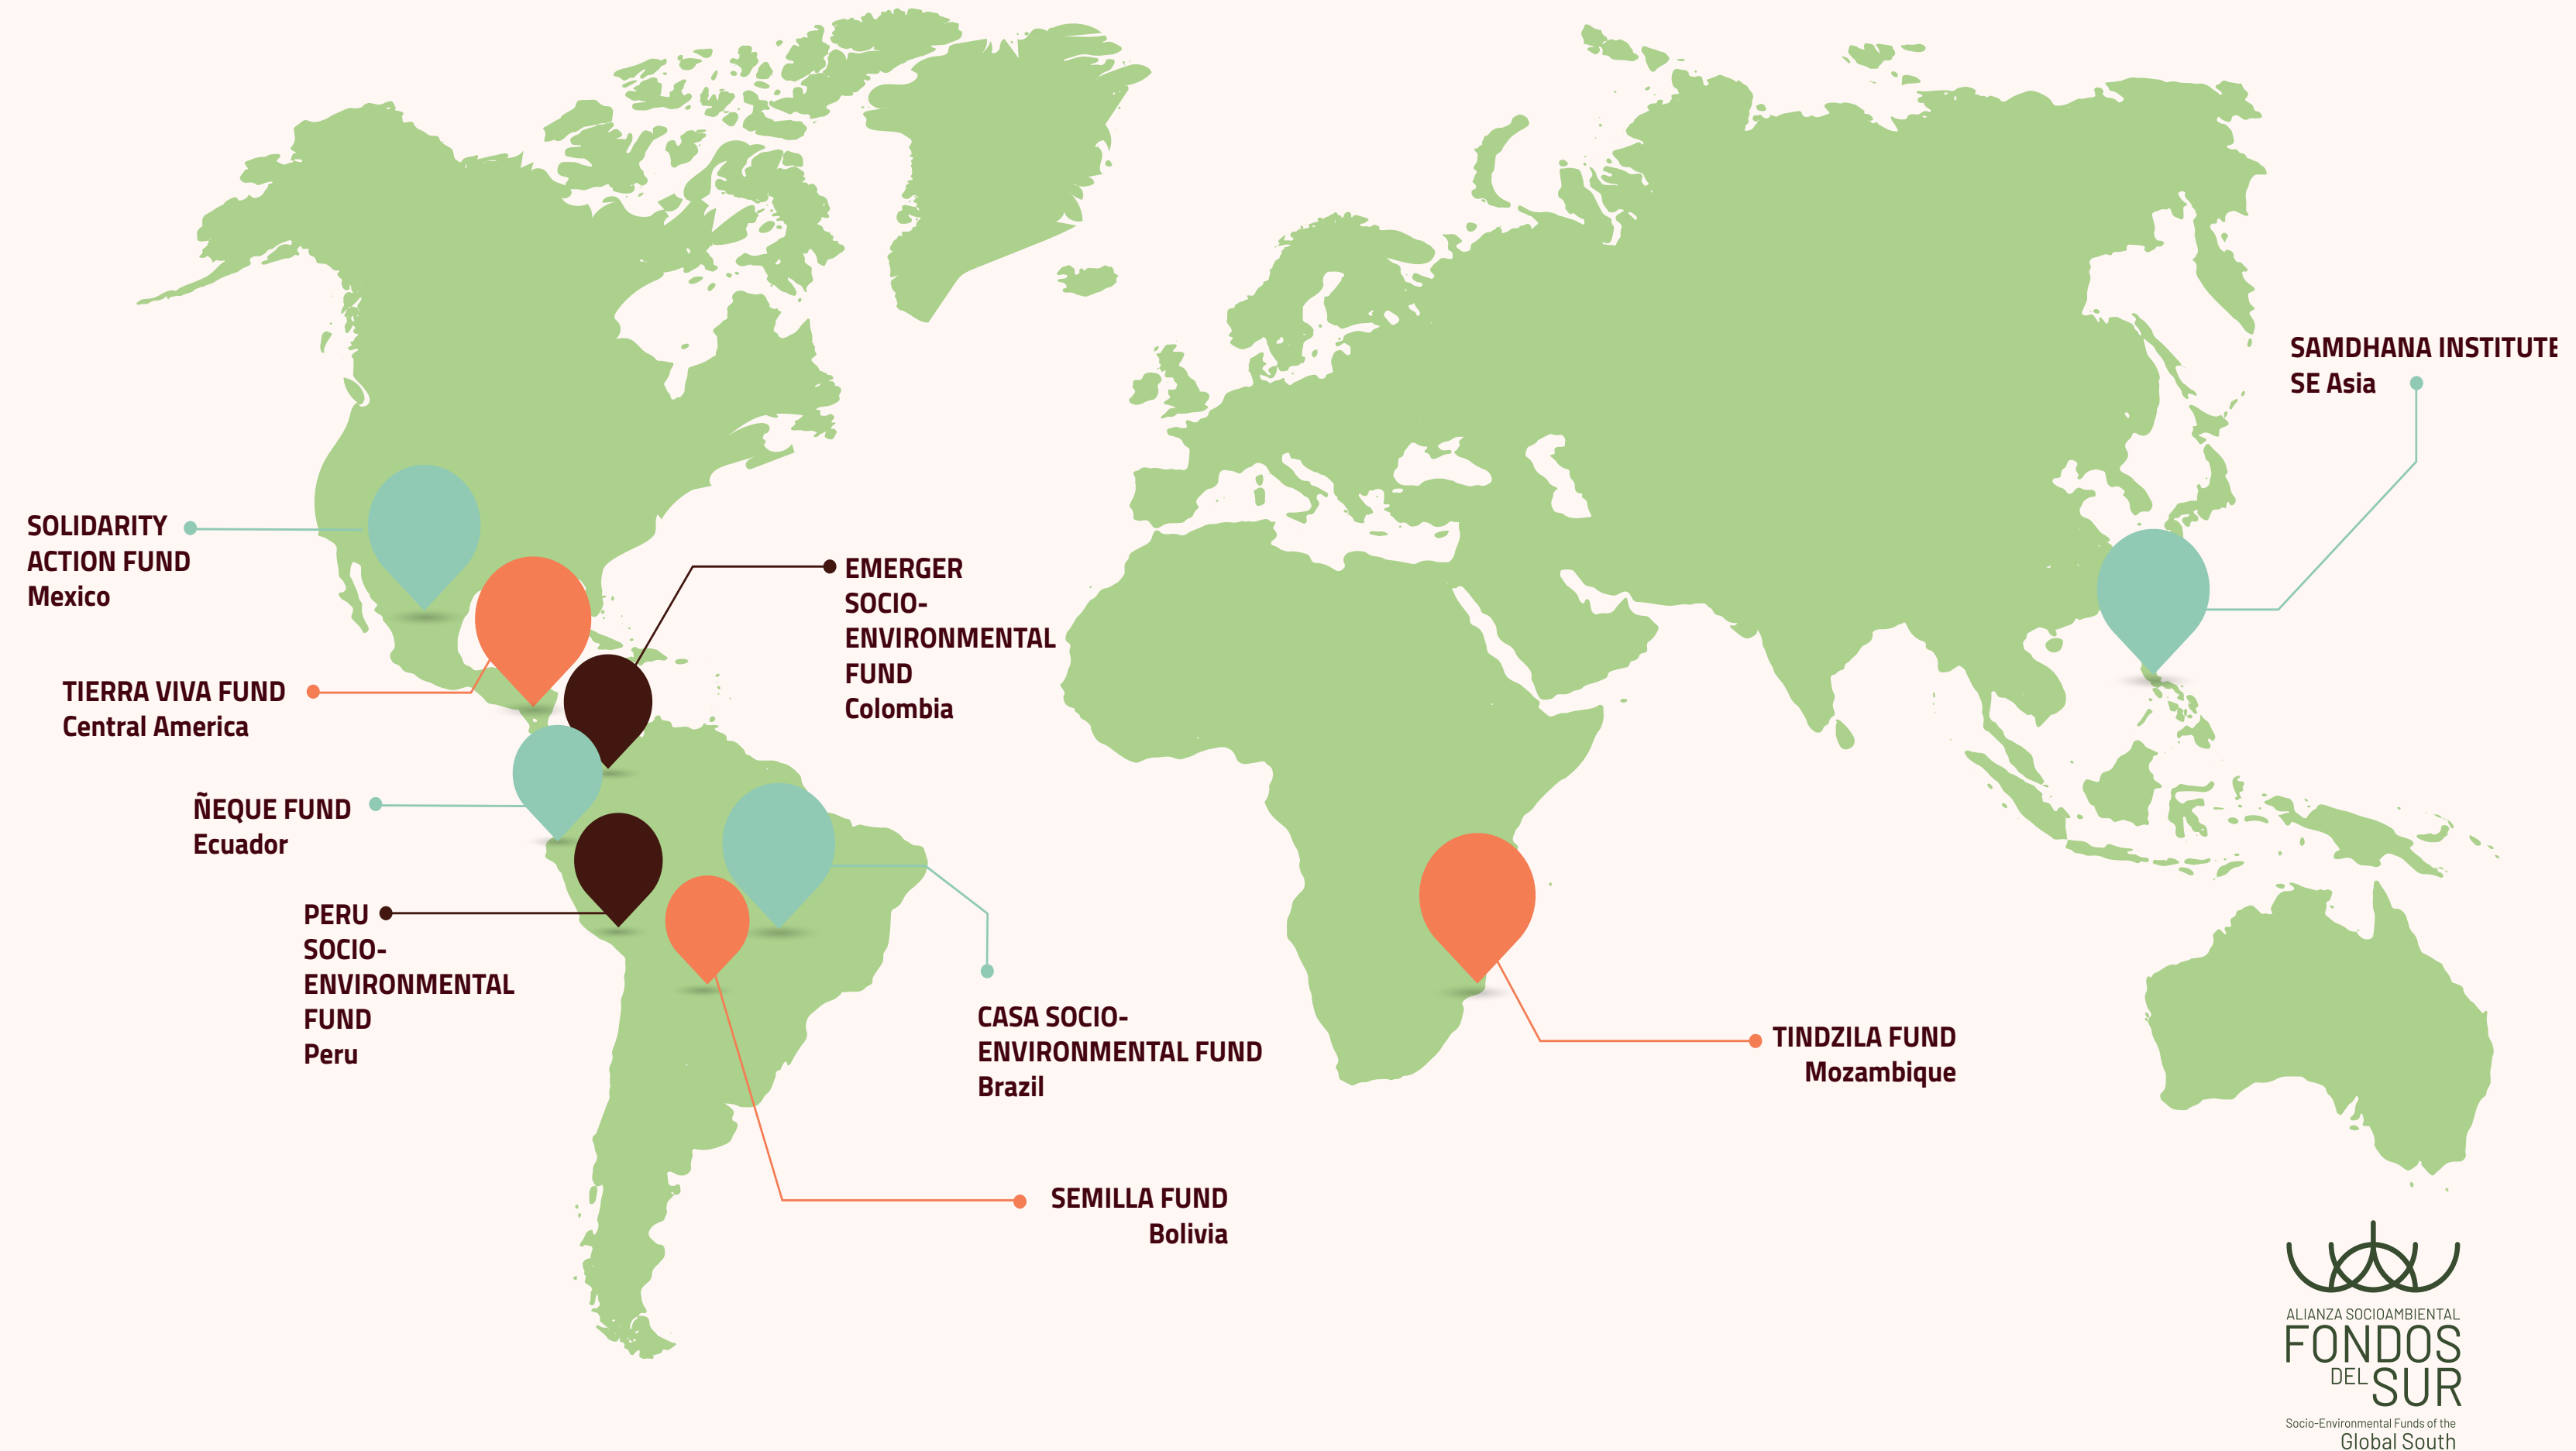 SAMDHANA INSTITUTE
SE Asia
SOLIDARITY
ACTION FUND
Mexico
EMERGER
SOCIO-
ENVIRONMENTAL
FUND
Colombia
TIERRA VIVA FUND
Central America
ÑEQUE FUND
Ecuador
PERU
SOCIO-
ENVIRONMENTAL
FUND
Peru
CASA SOCIO-
ENVIRONMENTAL FUND
Brazil
TINDZILA FUND
Mozambique
SEMILLA FUND
Bolivia
ALIANZA SOCIOAMBIENTAL
FONDOS
DEL SUR
Socio-Environmental Funds of the
Global South